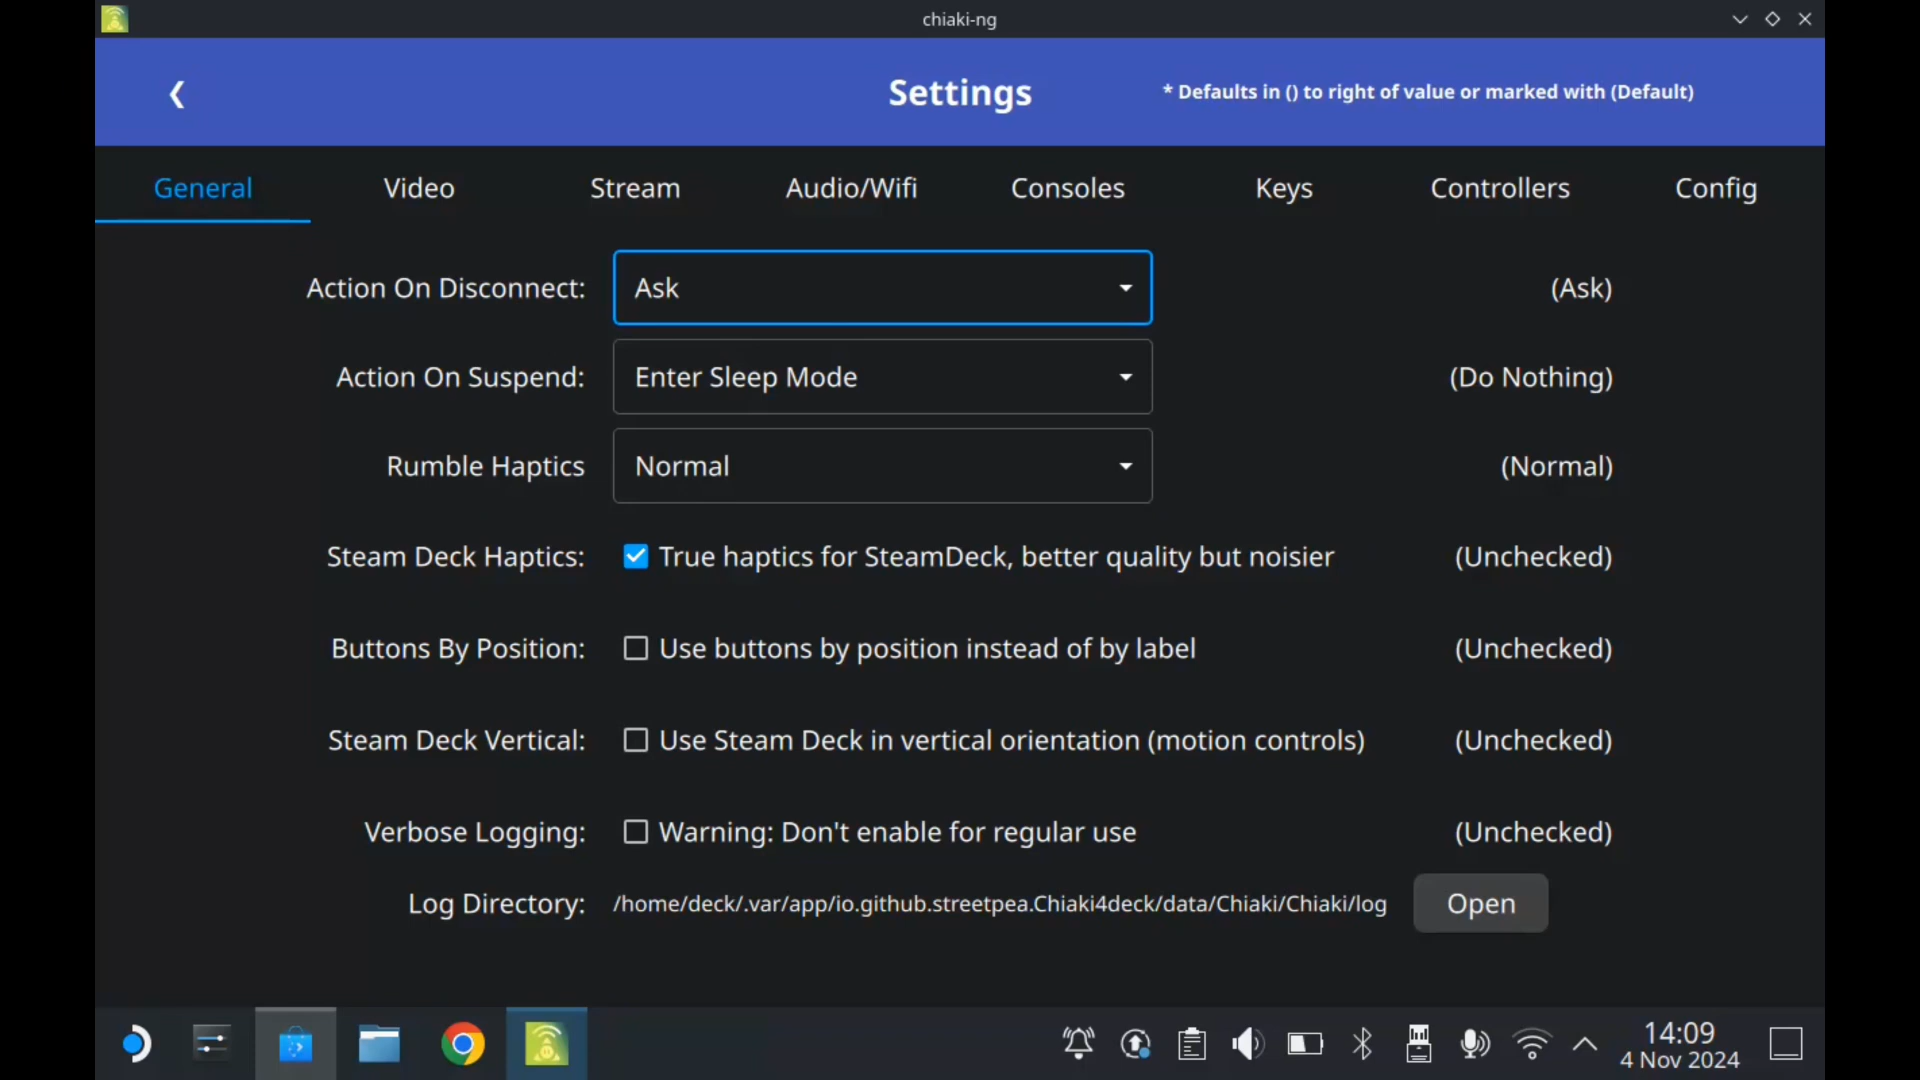 chiaki-ng
Settings
* Defaults in () to right of value or marked with (Default)
General Video Stream Audio/Wifi Consoles Keys Controllers Config
Action On Disconnect: Ask (Ask)
Action On Suspend: Enter Sleep Mode (Do Nothing)
Rumble Haptics Normal (Normal)
Steam Deck Haptics: True haptics for SteamDeck, better quality but noisier (Unchecked)
Buttons By Position: Use buttons by position instead of by label (Unchecked)
Steam Deck Vertical: Use Steam Deck in vertical orientation (motion controls) (Unchecked)
Verbose Logging: Warning: Don't enable for regular use (Unchecked)
Log Directory: /home/deck/.var/app/io.github.streetpea.Chiaki4deck/data/Chiaki/Chiaki/log Open
14:09
4 Nov 2024